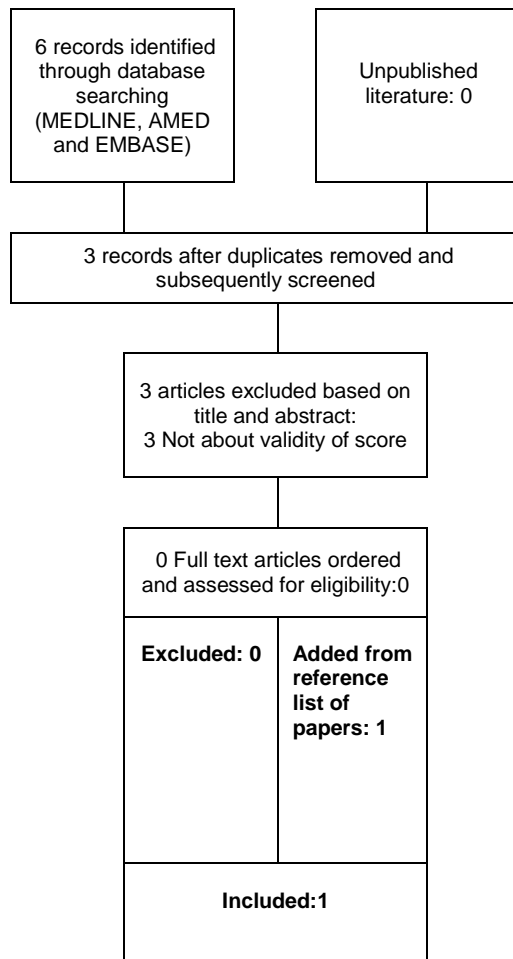 6 records identified
through database
searching
(MEDLINE, AMED
and EMBASE)
Unpublished
literature: 0
3 records after duplicates removed and
subsequently screened
3 articles excluded based on
title and abstract:
3 Not about validity of score
0 Full text articles ordered
and assessed for eligibility:0
Excluded: 0
Added from
reference
list of
papers: 1
Included:1